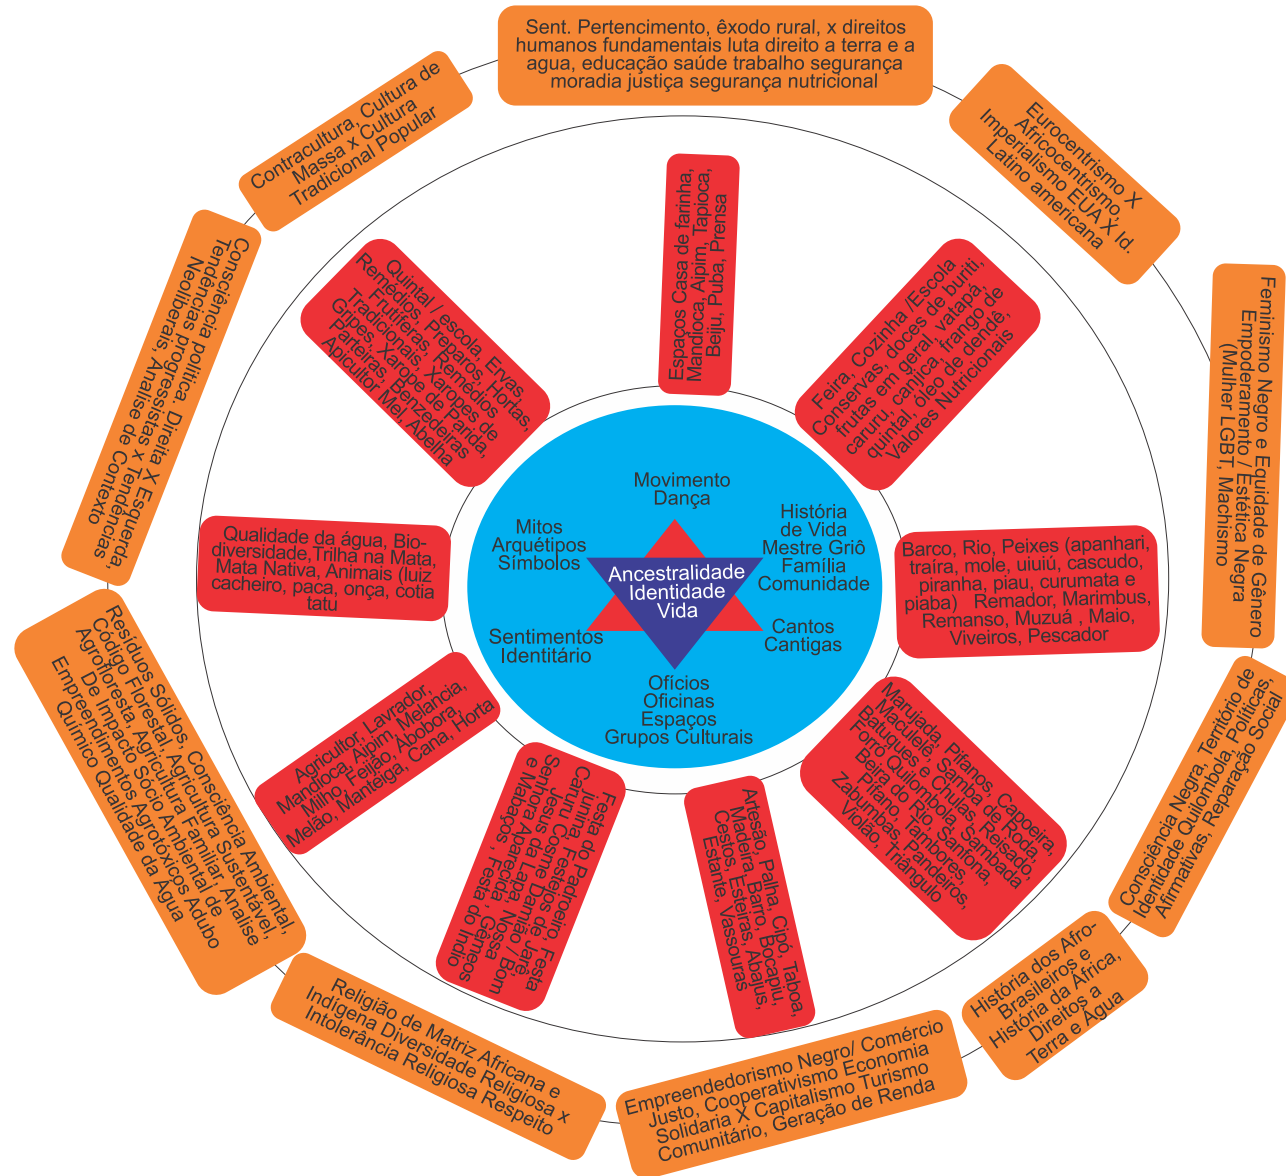 Sent. Pertencimento, êxodo rural, x direitos
humanos fundamentais luta direito a terra e a
agua, educação saúde trabalho segurança
moradia justiça segurança nutricional
Eurocentrismo X
Africocentrismo,
Imperialismo EUA X Id.
Latino americana
Feminismo Negro e Equidade de Gênero
Empoderamento / Estética Negra
(Mulher LGBT, Machismo
Consciência Negra, Território de
Identidade Quilombola, Políticas,
Afirmativas, Reparação Social
História dos Afro-
Brasileiros e
História da África,
Direitos a
Terra e Agua
Empreendedorismo Negro/ Comércio
Justo, Cooperativismo Economia
Solidaria X Capitalismo Turismo
Comunitário, Geração de Renda
Religião de Matriz Africana e
Indígena Diversidade Religiosa x
Intolerância Religiosa Respeito
Resíduos Sólidos, Consciência Ambiental,
Código Florestal, Agricultura Sustentável,
Agrofloresta, Agricultura Familiar, Analise
De Impacto Socio Ambiental de
Empreendimentos Agrotóxicos Adubo
Químico Qualidade da Água
Consciência política: Direita X Esquerda,
Tendências progressistas x Tendências
Neoliberais, Analise de Contexto
Contracultura, Cultura de
Massa x Cultura
Tradicional Popular
Espaços Casa de farinha,
Mandioca, Aipim, Tapioca,
Beiju, Puba, Prensa
Feira, Cozinha /Escola
Conservas, doces de buriti,
frutas em geral, vatapá,
caruru, canjica, frango de
quintal, óleo de dendê,
Valores Nutricionais
Barco, Rio, Peixes (apanhari,
traíra, mole, uiuiú, cascudo,
piranha, piau, curumata e
piaba) Remador, Marimbus,
Remanso, Muzuá , Maio,
Viveiros, Pescador
Marujada, Pifanos, Capoeira,
Maculelê, Samba de Roda,
Batuques e Chulas, Reisado,
Forró Quilombola, Sambada
Beira do Rio, Santona,
Pífano, Tambores,
Zabumbas, Pandeiros,
Violão, Triângulo
Artesão, Palha, Cipó, Taboa,
Madeira, Barro, Bocapiu,
Cestos, Esteiras, Abajus,
Estante, Vassouras
Festa do Padroeiro, Festa
junina, Festejos de Jarê,
Caruru Cosme Damião / Bom
Jesus da Lapa, Nossa
Senhora Aparecida , Gêmeos
e Mabaços , Festa do Indio
Agricultor, Lavrador,
Mandioca, Aipim, Melancia,
Milho, Feijão, Abobora,
Melão, Manteiga, Cana, Horta
Qualidade da água, Bio-
diversidade,Trilha na Mata,
Mata Nativa, Animais (luiz
cacheiro, paca, onça, cotia
tatu
Quintal / escola, Ervas
Remédios, Preparos, Hortas,
Frutíferas, Remédios
Tradicionais, Xaropes de
Gripes, Xarope de Parida,
Parteiras, Benzedeiras
Apicultor Mel, Abelha
Movimento
Dança
História
de Vida
Mestre Griô
Família
Comunidade
Cantos
Cantigas
Ofícios
Oficinas
Espaços
Grupos Culturais
Sentimentos
Identitário
Mitos
Arquétipos
Símbolos
Ancestralidade
Identidade
Vida